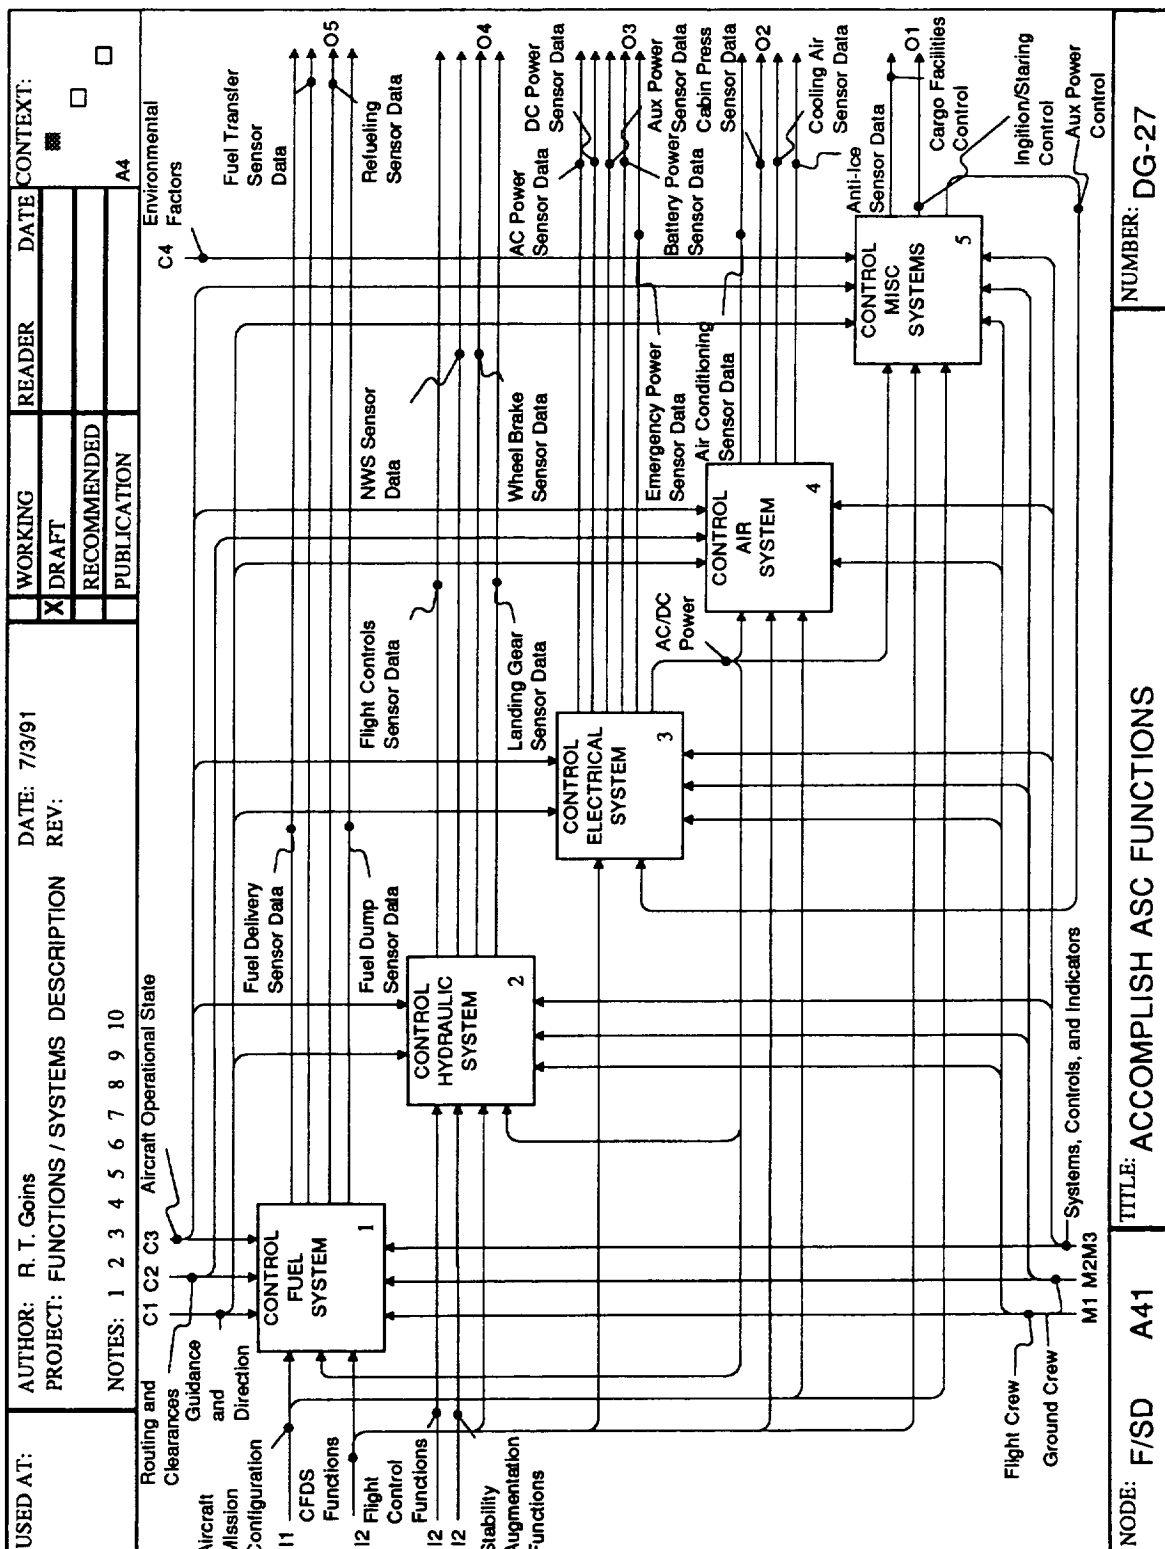 USED AT:
AUTHOR: R. T. Goins
DATE: 7/3/91
PROJECT: FUNCTIONS / SYSTEMS DESCRIPTION
REV:
NOTES: 1 2 3 4 5 6 7 8 9 10
WORKING
X DRAFT
RECOMMENDED
PUBLICATION
READER
DATE
CONTEXT:
A4
Routing and
Clearances
C1 C2 C3
Aircraft Operational State
C4
Environmental
Factors
Guidance
and
Direction
Aircraft
MIssion
Configuration
I1
CFDS
Functions
I2
Flight
Control
Functions
I2
I2
Stability
Augmentation
Functions
CONTROL
FUEL
SYSTEM
1
CONTROL
HYDRAULIC
SYSTEM
2
CONTROL
ELECTRICAL
SYSTEM
3
CONTROL
AIR
SYSTEM
4
CONTROL
MISC
SYSTEMS
5
Fuel Delivery
Sensor Data
Fuel Dump
Sensor Data
Fuel Transfer
Sensor
Data
Refueling
Sensor Data
O5
Flight Controls
Sensor Data
Landing Gear
Sensor Data
NWS Sensor
Data
Wheel Brake
Sensor Data
O4
AC Power
Sensor Data
DC Power
Sensor Data
O3
Aux Power
Sensor Data
Battery Power
Sensor Data
Emergency Power
Sensor Data
AC/DC
Power
Air Conditioning
Sensor Data
Cabin Press
Sensor Data
O2
Cooling Air
Sensor Data
Anti-Ice
Sensor Data
O1
Cargo Facilities
Control
Ingition/Staring
Control
Aux Power
Control
Flight Crew
Ground Crew
M1 M2M3
Systems, Controls, and Indicators
NODE: F/SD A41
TITLE: ACCOMPLISH ASC FUNCTIONS
NUMBER: DG-27